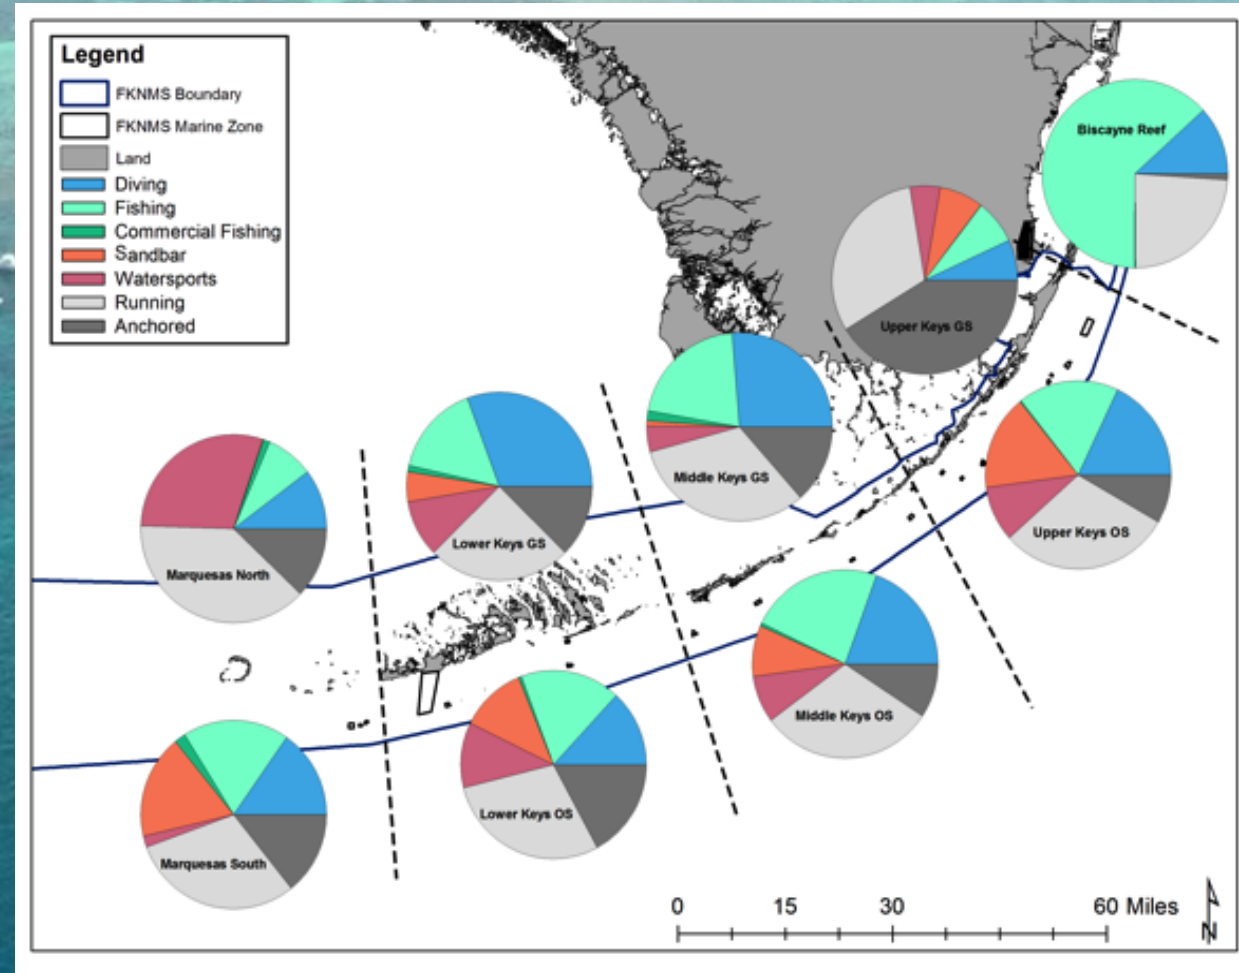 Legend
FKNMS Boundary
FKNMS Marine Zone
Land
Diving
Fishing
Commercial Fishing
Sandbar
Watersports
Running
Anchored
Biscayne Reef
Upper Keys GS
Middle Keys GS
Lower Keys GS
Upper Keys OS
Marquesas North
Middle Keys OS
Lower Keys OS
Marquesas South
0 15 30 60 Miles
N